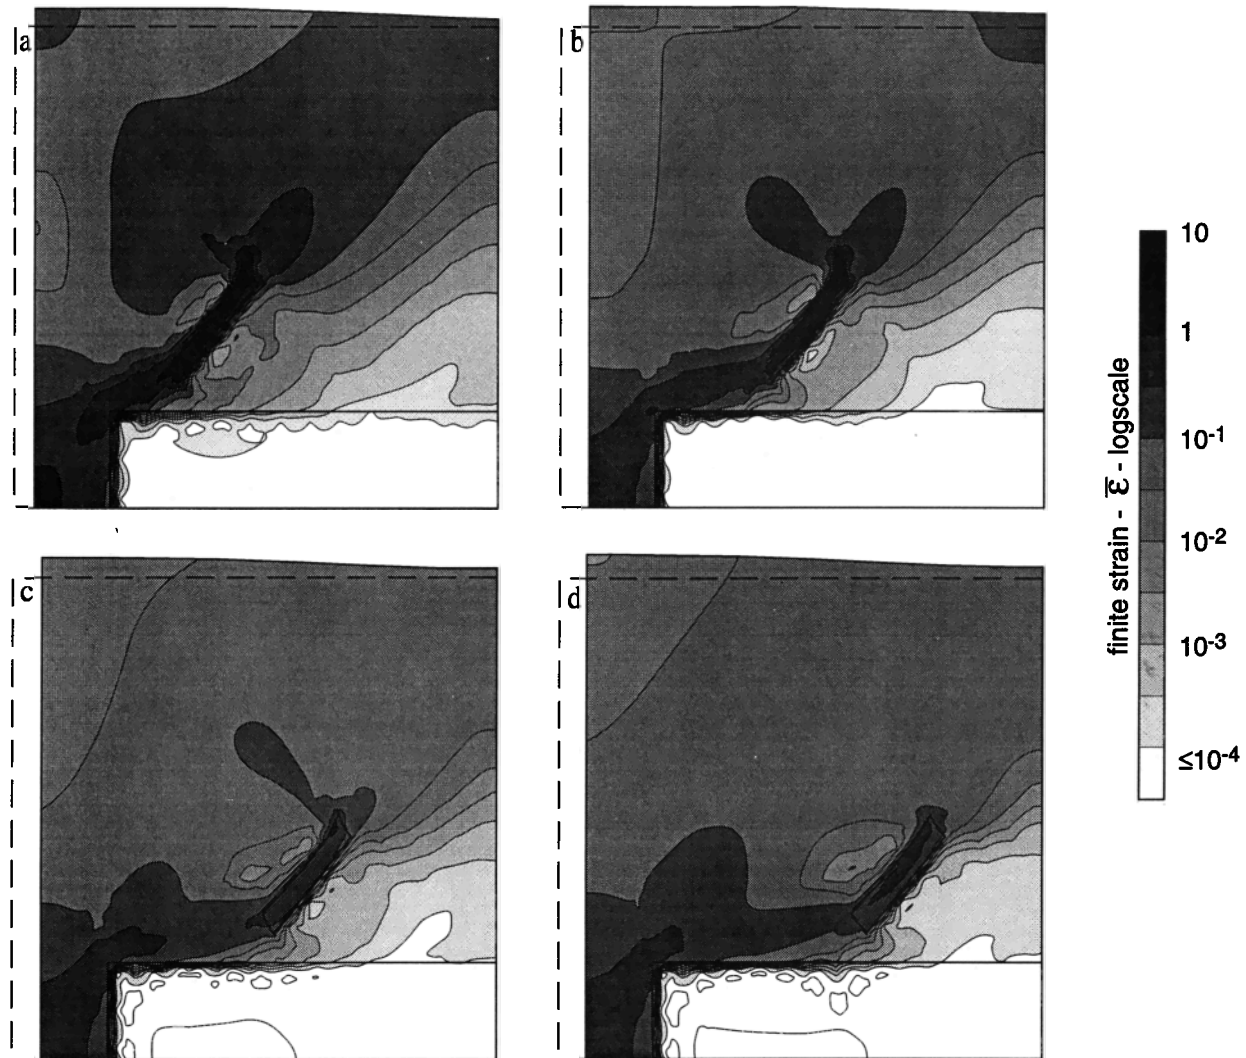 a
b
c
d
10
1
10-1
10-2
10-3
≤10-4
finite strain - ε̅ - logscale